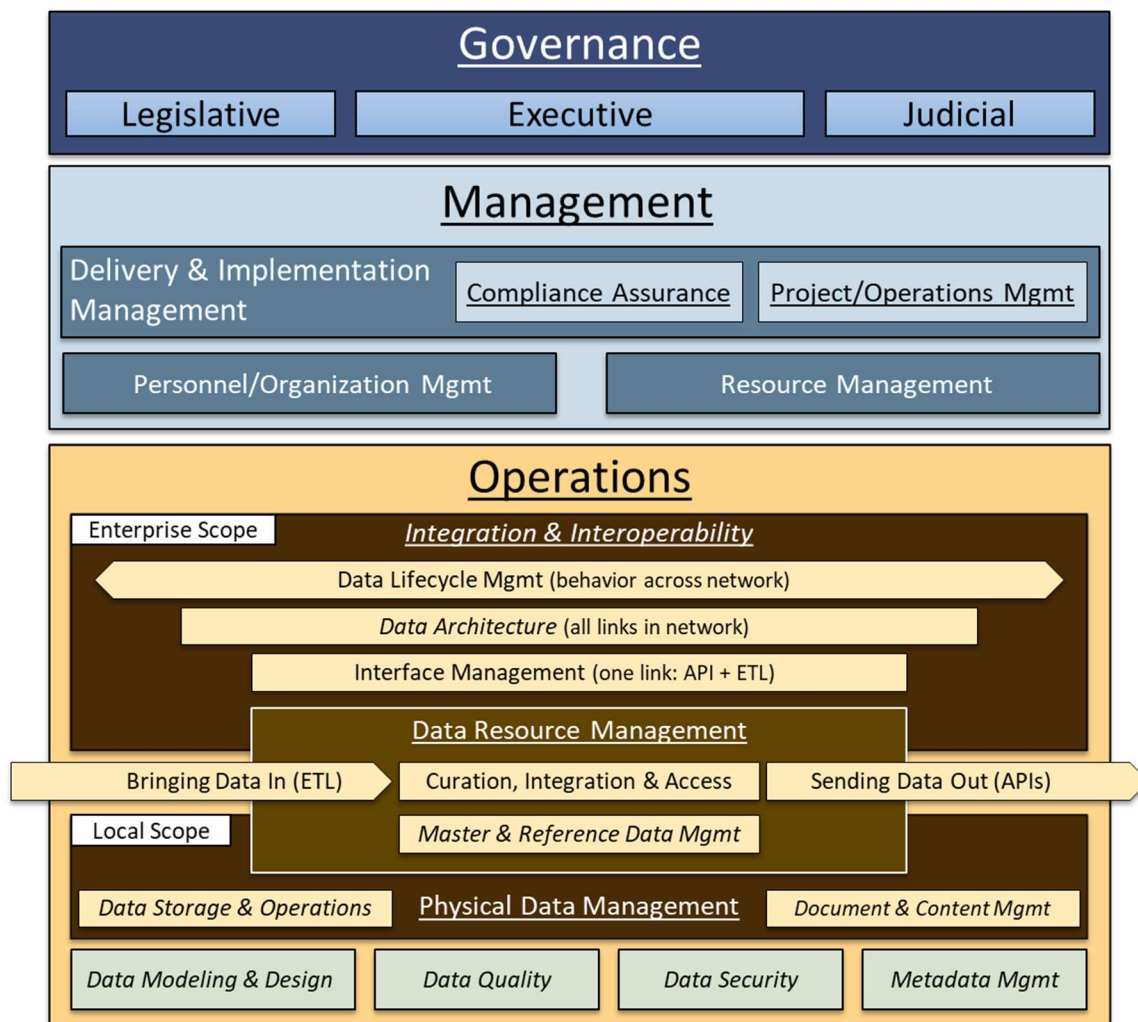 Governance
Legislative
Executive
Judicial
Management
Delivery & Implementation
Management
Compliance Assurance
Project/Operations Mgmt
Personnel/Organization Mgmt
Resource Management
Operations
Enterprise Scope
Integration & Interoperability
Data Lifecycle Mgmt (behavior across network)
Data Architecture (all links in network)
Interface Management (one link: API + ETL)
Data Resource Management
Bringing Data In (ETL)
Curation, Integration & Access
Sending Data Out (APIs)
Local Scope
Master & Reference Data Mgmt
Data Storage & Operations
Physical Data Management
Document & Content Mgmt
Data Modeling & Design
Data Quality
Data Security
Metadata Mgmt